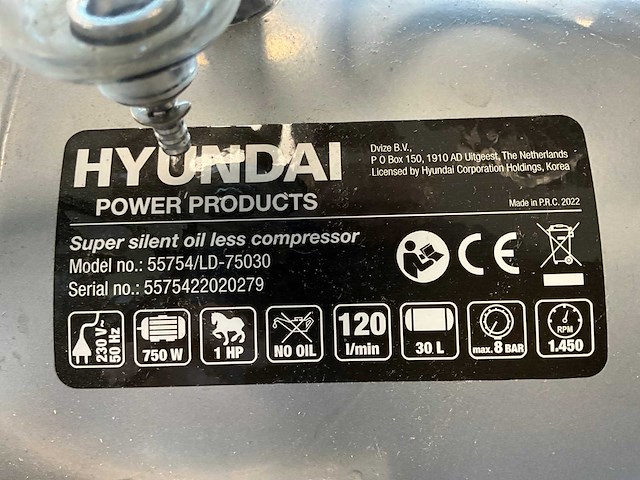 HYUNDAI
POWER PRODUCTS
Dvize B.V.,
P O Box 150, 1910 AD Uitgeest, The Netherlands
Licensed by Hyundai Corporation Holdings, Korea
Made in P.R.C. 2022
Super silent oil less compressor
Model no.: 55754/LD-75030
Serial no.: 5575422020279
CE
230 V~
50 Hz
750 W
1 HP
NO OIL
120
l/min
30 L
max. 8 BAR
RPM
1.450